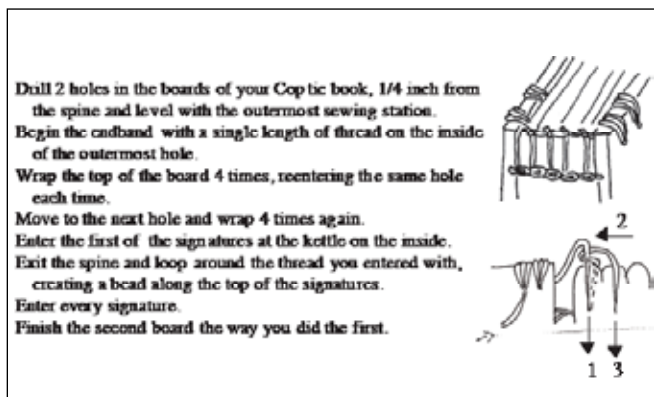 Drill 2 holes in the boards of your Coptic book, 1/4 inch from
the spine and level with the outermost sewing station.
Begin the endband with a single length of thread on the inside
of the outermost hole.
Wrap the top of the board 4 times, reentering the same hole
each time.
Move to the next hole and wrap 4 times again.
Enter the first of the signatures at the kettle on the inside.
Exit the spine and loop around the thread you entered with,
creating a bead along the top of the signatures.
Enter every signature.
Finish the second board the way you did the first.
2
1 3